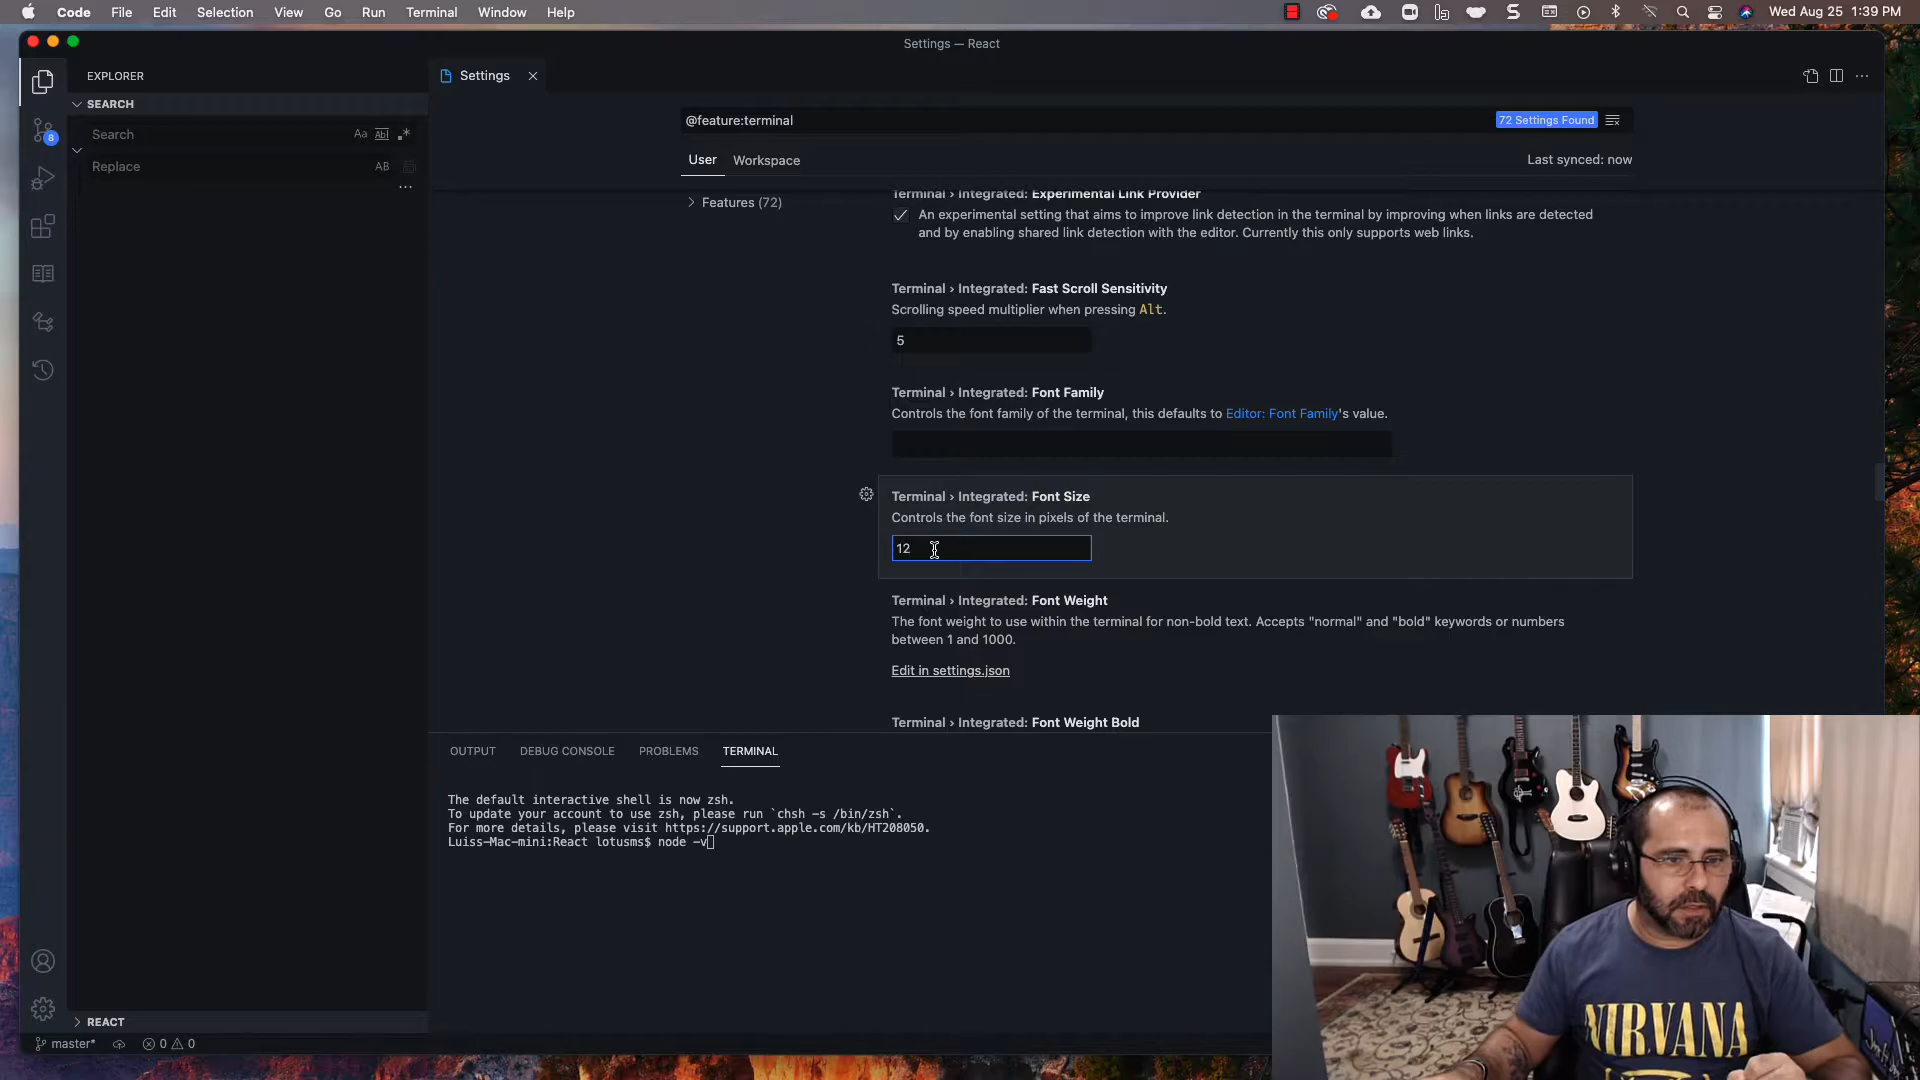 Code File Edit Selection View Go Run Terminal Window Help
Wed Aug 25 1:39 PM
Settings — React
EXPLORER
Settings
SEARCH
Search
Aa Abl .*
Replace
AB
6
@feature:terminal
72 Settings Found
User Workspace
Last synced: now
Features (72)
Terminal › Integrated: Experimental Link Provider
An experimental setting that aims to improve link detection in the terminal by improving when links are detected
and by enabling shared link detection with the editor. Currently this only supports web links.
Terminal › Integrated: Fast Scroll Sensitivity
Scrolling speed multiplier when pressing Alt.
5
Terminal › Integrated: Font Family
Controls the font family of the terminal, this defaults to Editor: Font Family's value.
Terminal › Integrated: Font Size
Controls the font size in pixels of the terminal.
12
Terminal › Integrated: Font Weight
The font weight to use within the terminal for non-bold text. Accepts "normal" and "bold" keywords or numbers
between 1 and 1000.
Edit in settings.json
Terminal › Integrated: Font Weight Bold
OUTPUT DEBUG CONSOLE PROBLEMS TERMINAL
The default interactive shell is now zsh.
To update your account to use zsh, please run `chsh -s /bin/zsh`.
For more details, please visit https://support.apple.com/kb/HT208050.
Luiss-Mac-mini:React lotusms$ node -v
REACT
master* 0 0
NIRVANA